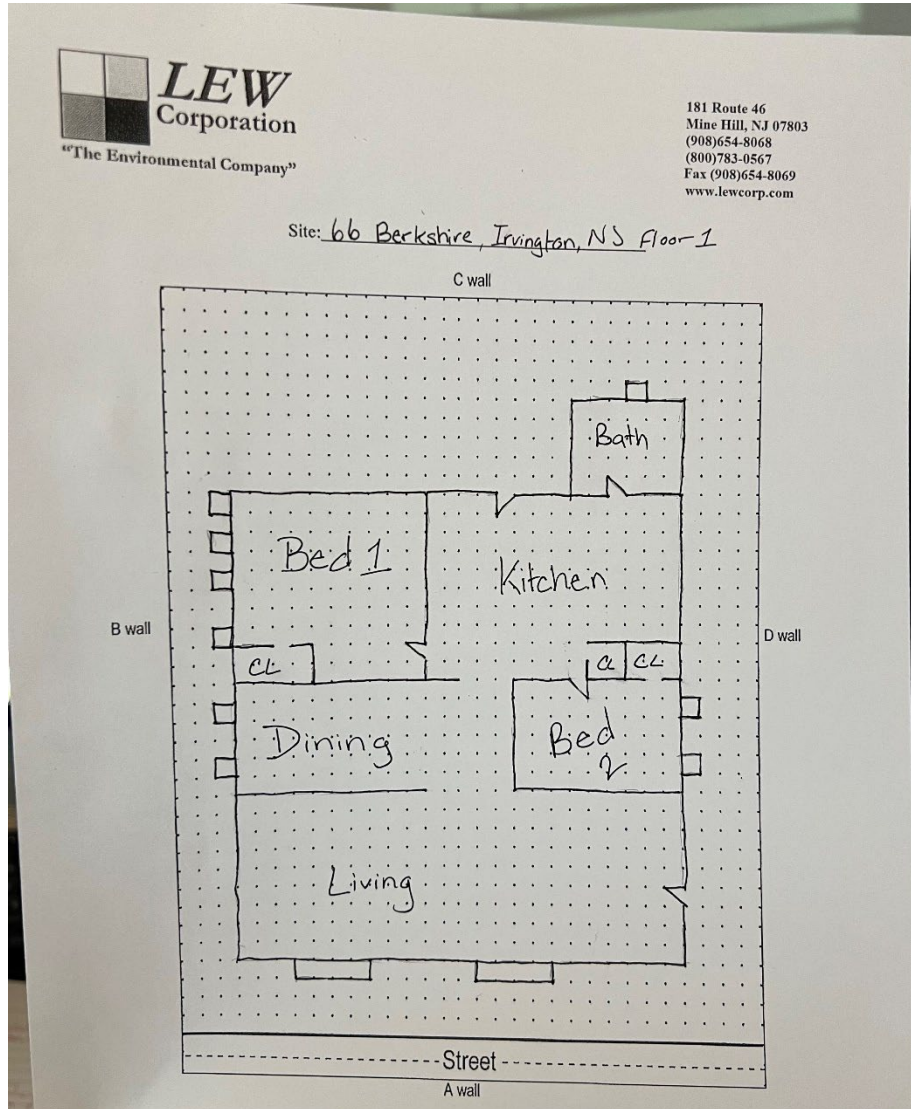 LEW
Corporation
"The Environmental Company"
181 Route 46
Mine Hill, NJ 07803
(908)654-8068
(800)783-0567
Fax (908)654-8069
www.lewcorp.com
Site: 66 Berkshire, Irvington, NJ Floor 1
C wall
Bath
Bed 1
Kitchen
B wall
D wall
CL
CL
CL
Dining
Bed
2
Living
Street
A wall